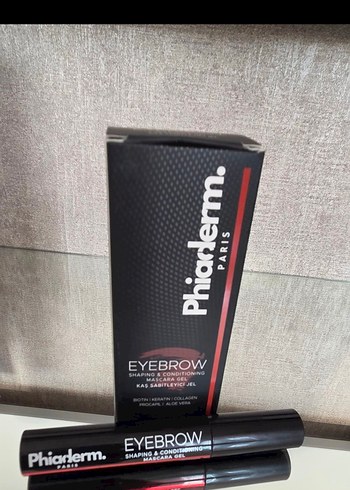 Phiaderm.
PARIS
EYEBROW
SHAPING & CONDITIONING
MASCARA GEL
KAŞ SABİTLEYİCİ JEL
BIOTIN | KERATIN | COLLAGEN
PROCAPIL | ALOE VERA
Phiaderm.
PARIS
EYEBROW
SHAPING & CONDITIONING
MASCARA GEL